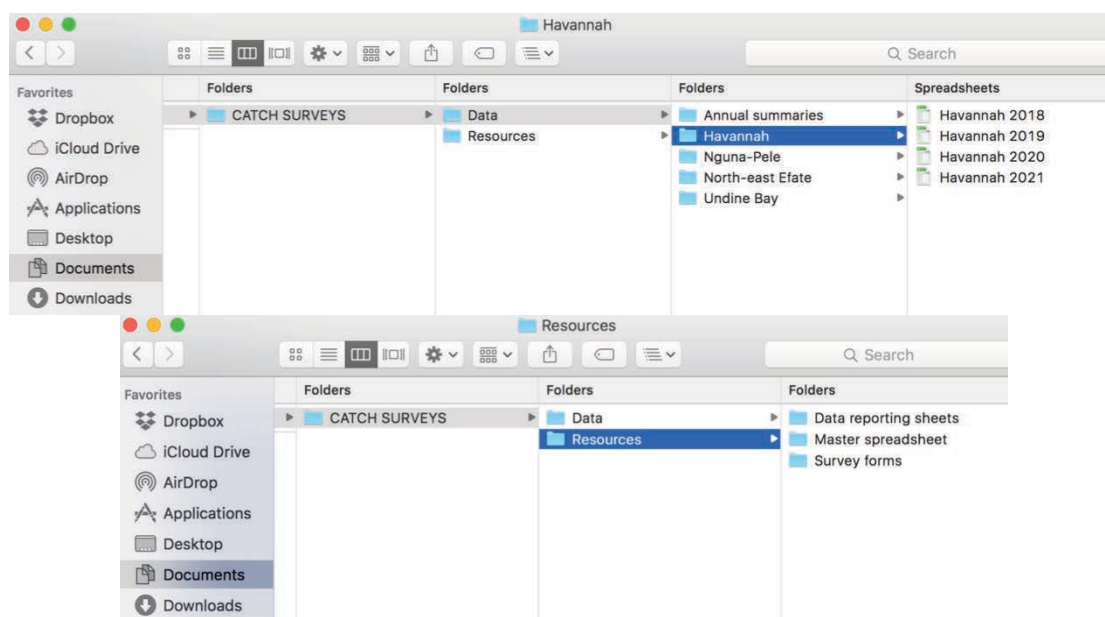 Havannah
Search
Favorites
Dropbox
iCloud Drive
AirDrop
Applications
Desktop
Documents
Downloads
Folders
CATCH SURVEYS
Folders
Data
Resources
Folders
Annual summaries
Havannah
Nguna-Pele
North-east Efate
Undine Bay
Spreadsheets
Havannah 2018
Havannah 2019
Havannah 2020
Havannah 2021
Resources
Search
Favorites
Dropbox
iCloud Drive
AirDrop
Applications
Desktop
Documents
Downloads
Folders
CATCH SURVEYS
Folders
Data
Resources
Folders
Data reporting sheets
Master spreadsheet
Survey forms